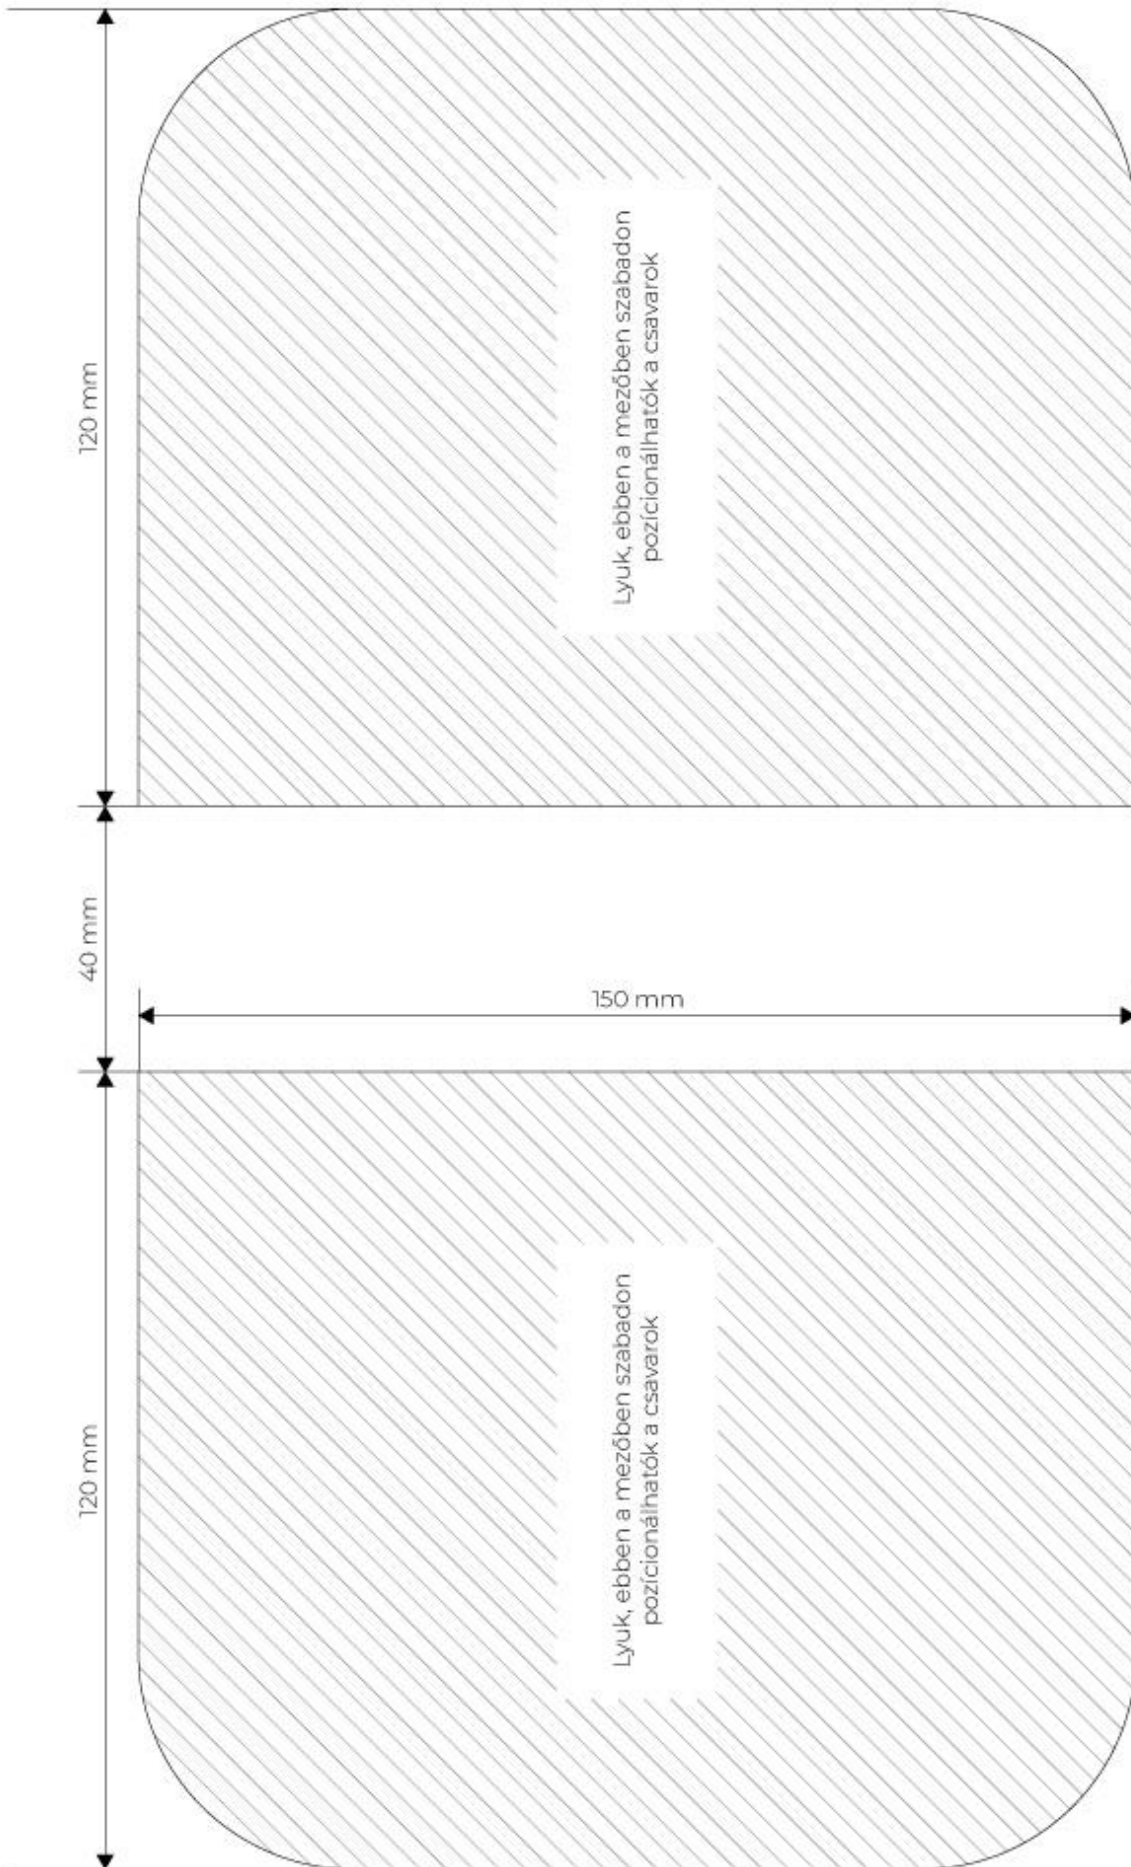 120 mm
Lyuk, ebben a mezőben szabadon
pozícionálhatók a csavarok
40 mm
150 mm
120 mm
Lyuk, ebben a mezőben szabadon
pozícionálhatók a csavarok